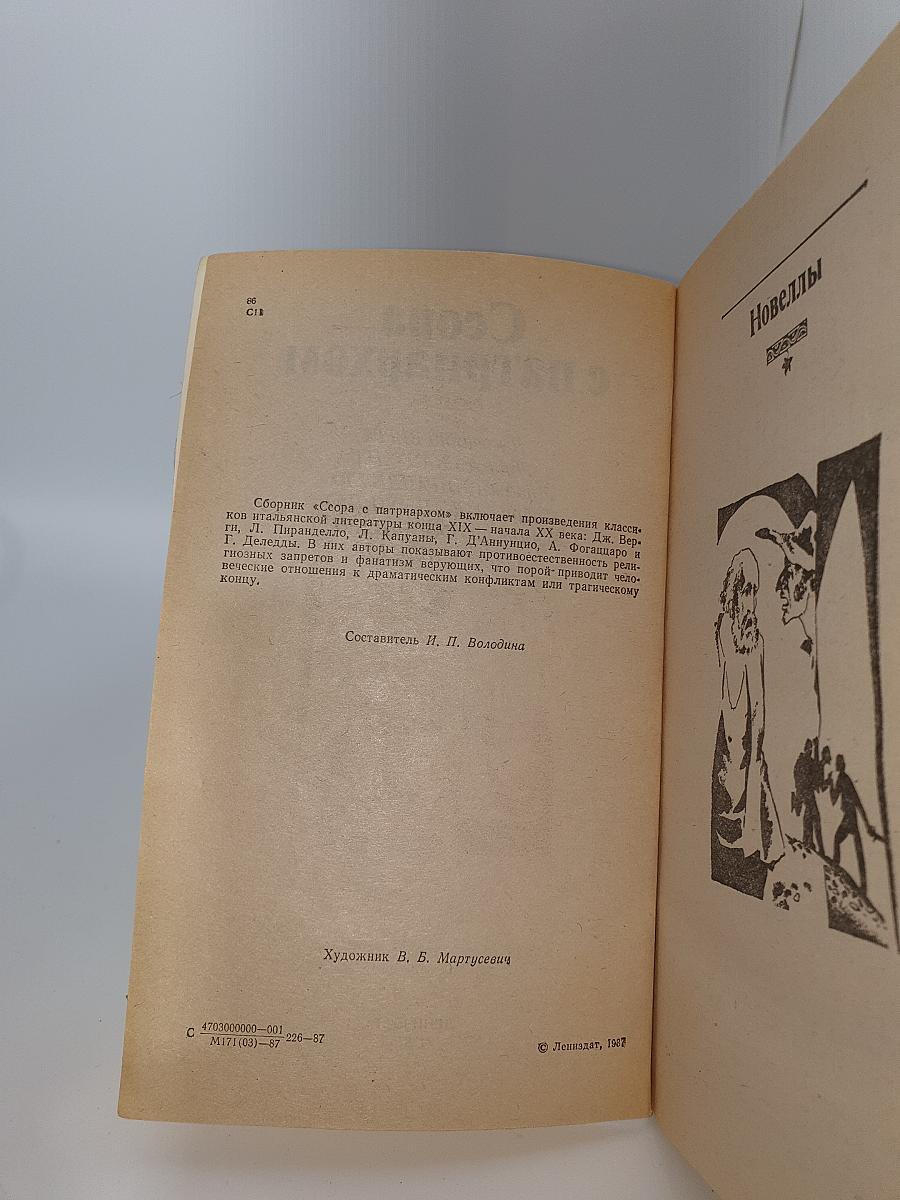 86
С11
Сборник «Ссора с патриархом» включает произведения класси-
ков итальянской литературы конца XIX — начала XX века: Дж. Вер-
ги, Л. Пиранделло, Л. Капуаны, Г. Д'Аннунцио, А. Фогаццаро и
Г. Деледды. В них авторы показывают противоестественность рели-
гиозных запретов и фанатизм верующих, что порой приводит чело-
веческие отношения к драматическим конфликтам или трагическому
концу.
Составитель И. П. Володина
Художник В. Б. Мартусевич
С 4703000000—001
М171(03)—87 226—87
© Лениздат, 1987
Новеллы